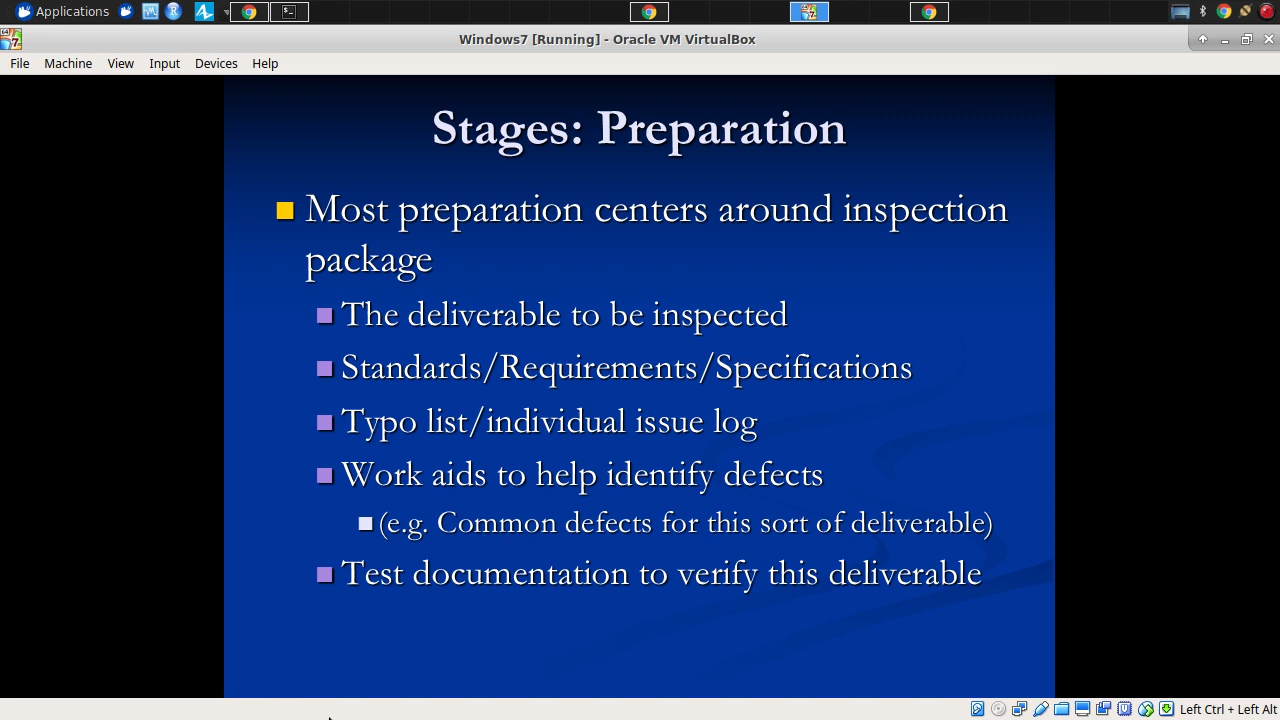 Applications
Windows7 [Running] - Oracle VM VirtualBox
File Machine View Input Devices Help
Stages: Preparation
Most preparation centers around inspection
package
The deliverable to be inspected
Standards/Requirements/Specifications
Typo list/individual issue log
Work aids to help identify defects
(e.g. Common defects for this sort of deliverable)
Test documentation to verify this deliverable
Left Ctrl + Left Alt